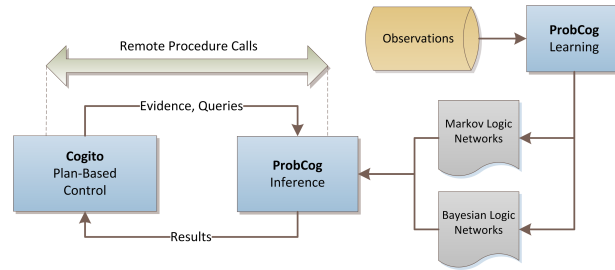 Remote Procedure Calls
Observations
ProbCog
Learning
Evidence, Queries
Markov Logic
Networks
Cogito
Plan-Based
Control
ProbCog
Inference
Bayesian Logic
Networks
Results